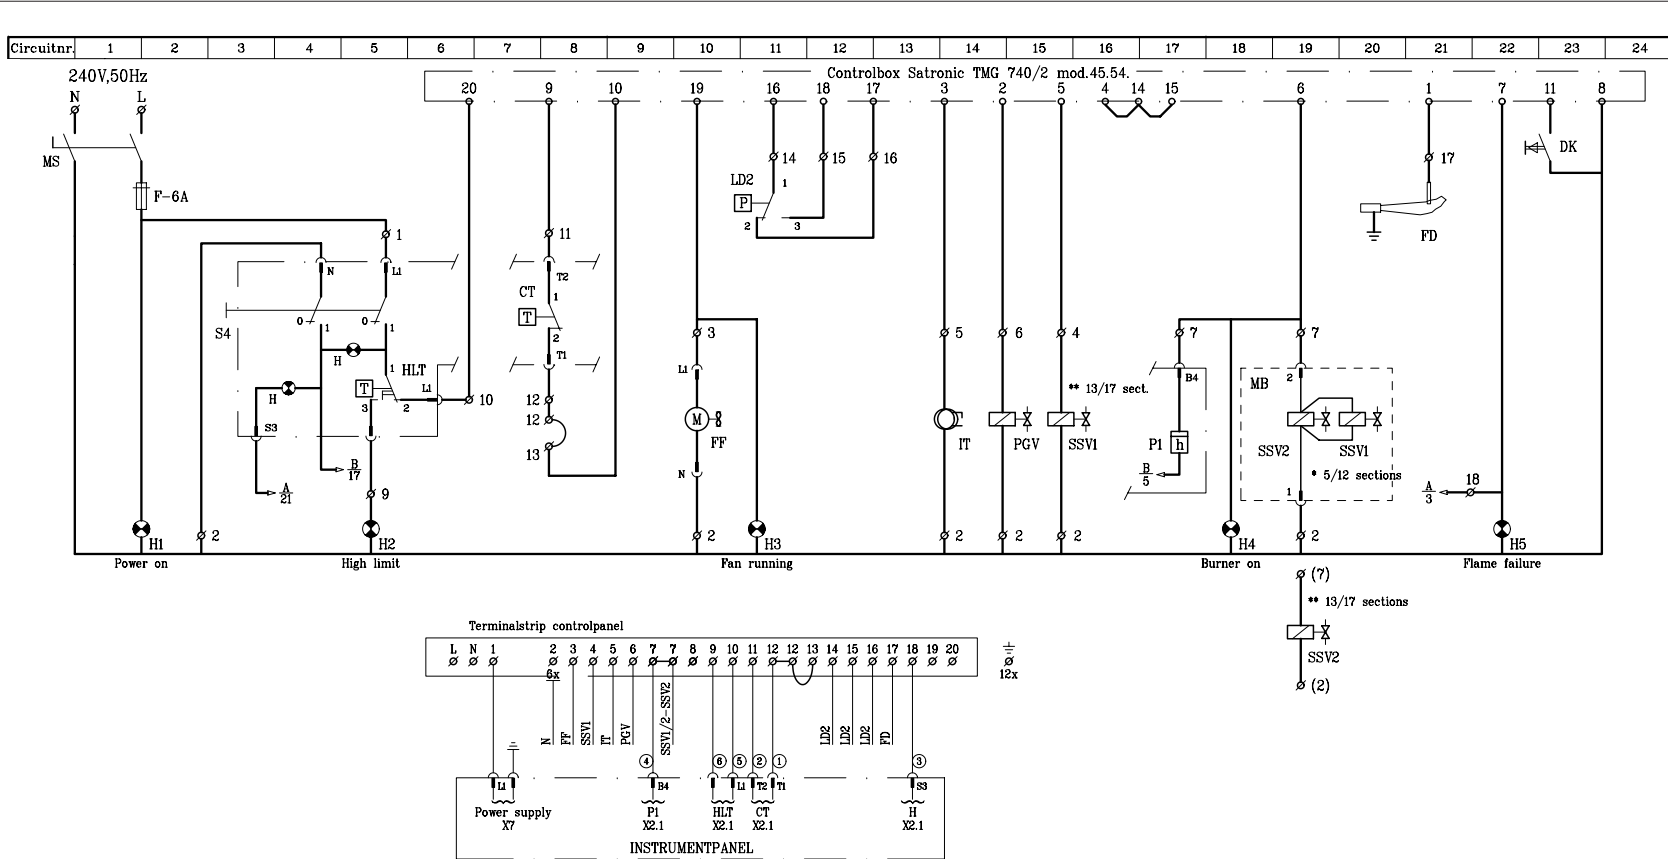 Circuitnr. 1 2 3 4 5 6 7 8 9 10 11 12 13 14 15 16 17 18 19 20 21 22 23 24
240V,50Hz
Controlbox Satronic TMG 740/2 mod.45.54.
N L 20 9 10 19 16 18 17 3 2 5 4 14 15 6 1 7 11 8
MS
DK
14 15 16 17
LD2 1
F-6A
P
2 3
1 11
FD
N L1 T2
CT 1
T
S4 0 1 0 1
2
3 5 6 4 7 7
H
T1
1 HLT
L1
T
L1
B4
MB 2
** 13/17 sect.
H
3 2
10
12
12
13
M
FF
IT
PGV
SSV1
P1 h
SSV2 SSV1
S3
B
17
N
B
5
* 5/12 sections
A
21
9
1
A
3
18
H1 2 H2 2 H3 2 2 2 H4 2 H5
Power on
High limit
Fan running
Burner on
Flame failure
(7)
** 13/17 sections
SSV2
(2)
Terminalstrip controlpanel
L N 1 2 3 4 5 6 7 7 8 9 10 11 12 12 13 14 15 16 17 18 19 20
6x
12x
N FF SSV1 IT PGV SSV1/2-SSV2 LD2 LD2 LD2 FD
4 6 5 2 1 3
L1 B4 L1 T2 T1 S3
Power supply P1 HLT CT H
X7 X2.1 X2.1 X2.1 X2.1
INSTRUMENTPANEL